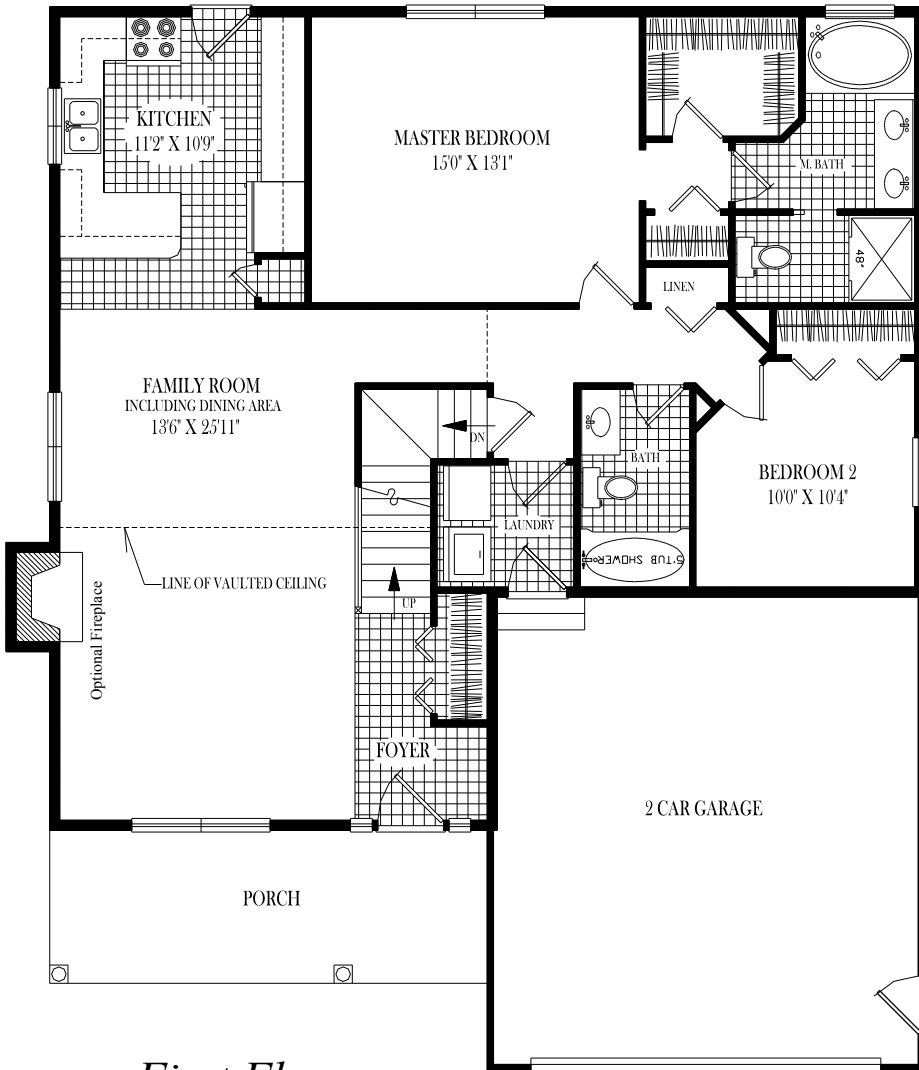 KITCHEN
11'2" X 10'9"
MASTER BEDROOM
15'0" X 13'1"
M. BATH
48"
LINEN
FAMILY ROOM
INCLUDING DINING AREA
13'6" X 25'11"
DN
BATH
BEDROOM 2
10'0" X 10'4"
LAUNDRY
5'TUB SHOWER
LINE OF VAULTED CEILING
UP
Optional Fireplace
FOYER
2 CAR GARAGE
PORCH
First